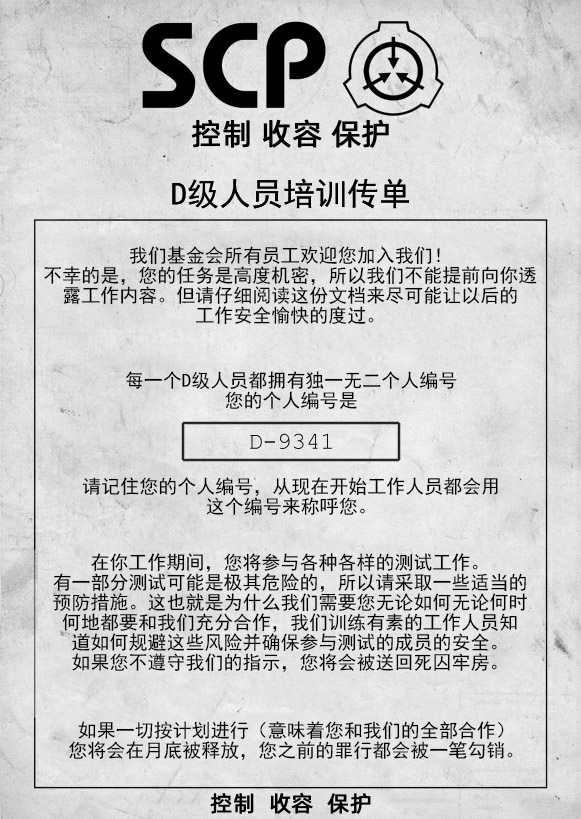 SCP
控制 收容 保护
D级人员培训传单
我们基金会所有员工欢迎您加入我们！
不幸的是，您的任务是高度机密，所以我们不能提前向你透
露工作内容。但请仔细阅读这份文档来尽可能让以后的
工作安全愉快的度过。
每一个D级人员都拥有独一无二个人编号
您的个人编号是
D-9341
请记住您的个人编号，从现在开始工作人员都会用
这个编号来称呼您。
在你工作期间，您将参与各种各样的测试工作。
有一部分测试可能是极其危险的，所以请采取一些适当的
预防措施。这也就是为什么我们需要您无论如何无论何时
何地都要和我们充分合作，我们训练有素的工作人员知
道如何规避这些风险并确保参与测试的成员的安全。
如果您不遵守我们的指示，您将会被送回死囚牢房。
如果一切按计划进行（意味着您和我们的全部合作）
您将会在月底被释放，您之前的罪行都会被一笔勾销。
控制 收容 保护